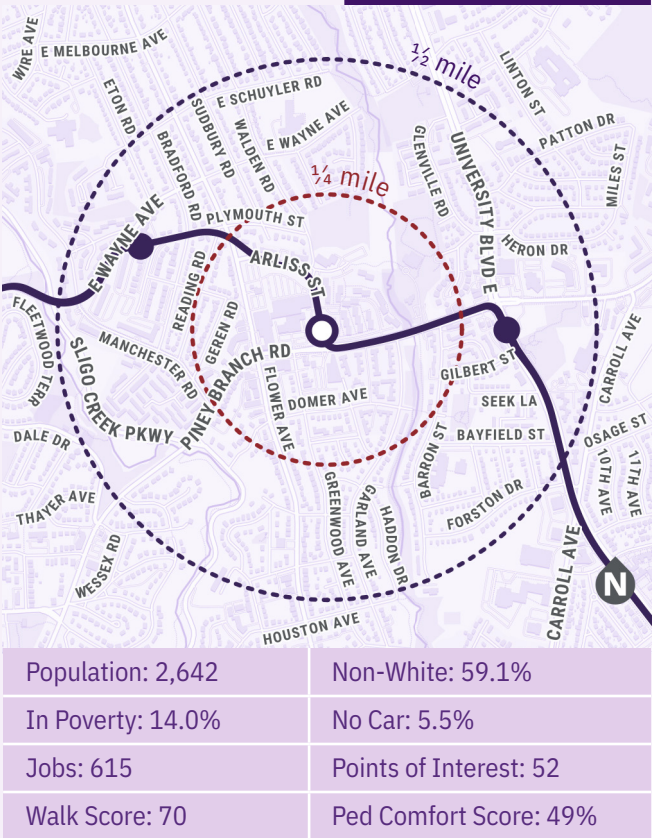 WIRE AVE
E MELBOURNE AVE
½ mile
LINTON ST
ETON RD
E SCHUYLER RD
SUDBURY RD
WALDEN RD
E WAYNE AVE
PATTON DR
BRADFORD RD
GLENVILLE RD
UNIVERSITY BLVD E
MILES ST
¼ mile
E WAYNE AVE
PLYMOUTH ST
HERON DR
ARLISS ST
READING RD
GEREN RD
FLEETWOOD TERR
SLIGO CREEK PKWY
MANCHESTER RD
PINEY BRANCH RD
FLOWER AVE
DOMER AVE
GILBERT ST
CARROLL AVE
SEEK LA
BAYFIELD ST
OSAGE ST
DALE DR
BARRON ST
10TH AVE
11TH AVE
THAYER AVE
GREENWOOD AVE
GARLAND AVE
HADDON DR
FORSTON DR
WESSEX RD
CARROLL AVE
N
HOUSTON AVE
Population: 2,642
Non-White: 59.1%
In Poverty: 14.0%
No Car: 5.5%
Jobs: 615
Points of Interest: 52
Walk Score: 70
Ped Comfort Score: 49%